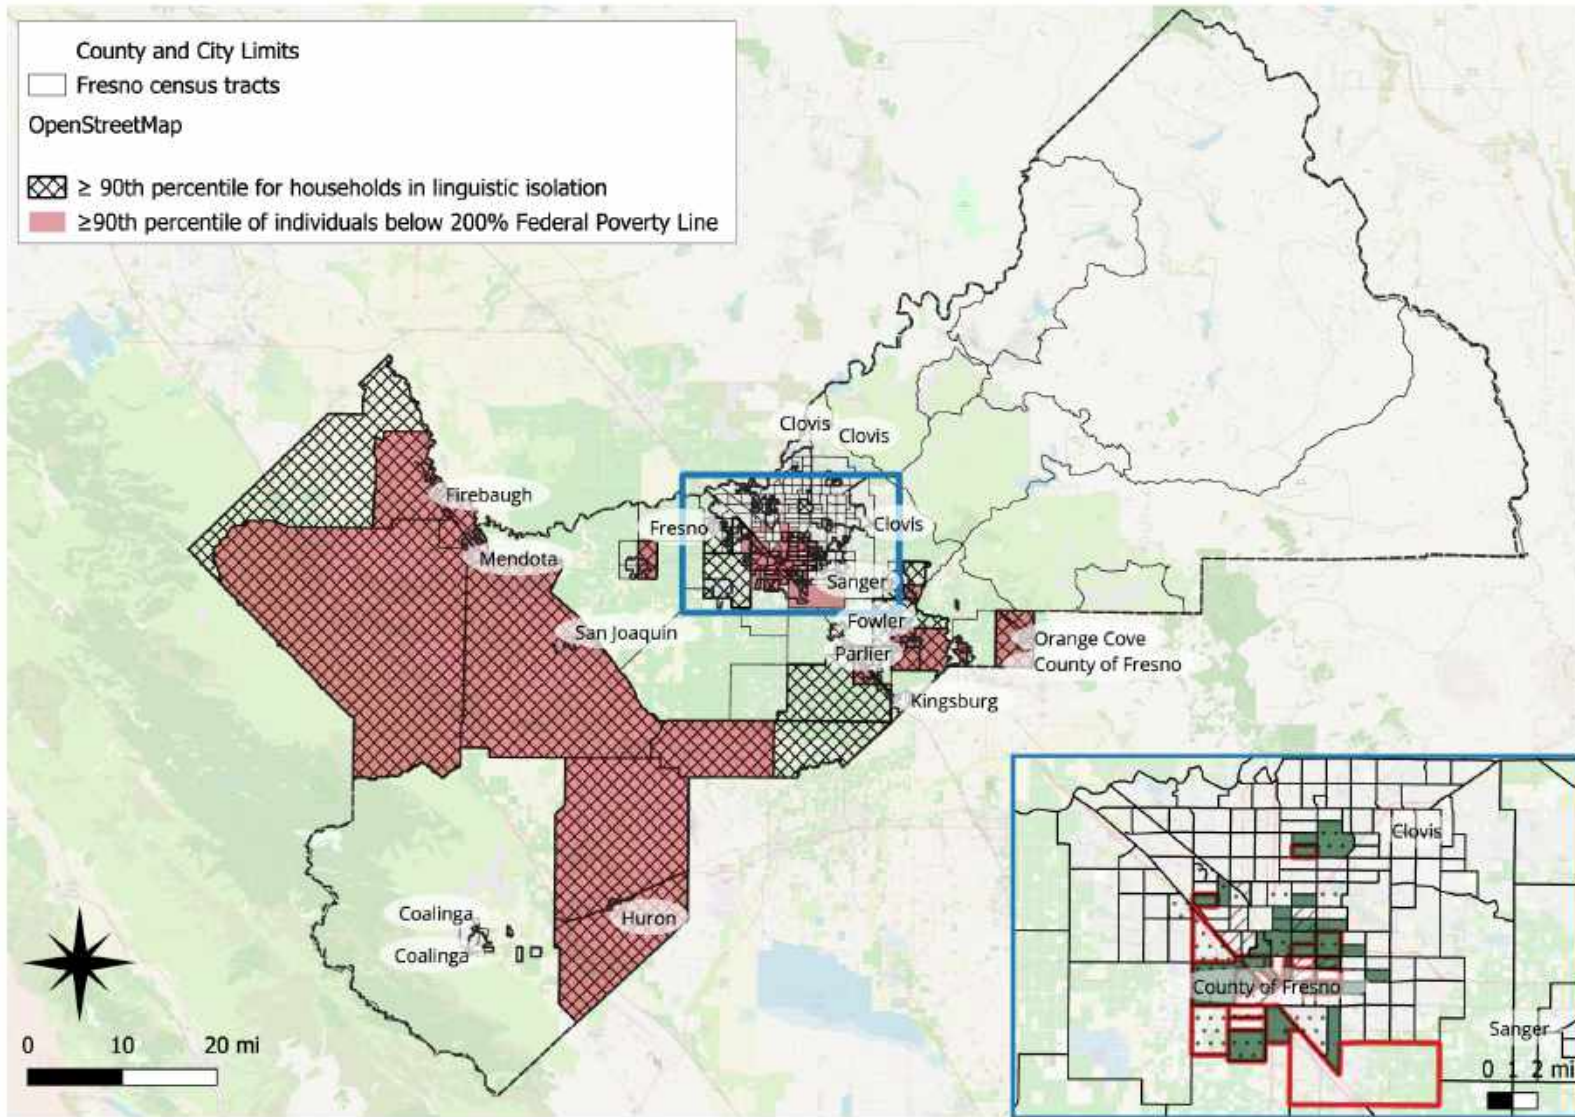 County and City Limits
Fresno census tracts
OpenStreetMap
≥ 90th percentile for households in linguistic isolation
≥90th percentile of individuals below 200% Federal Poverty Line
Clovis
Clovis
Firebaugh
Fresno
Clovis
Mendota
Sanger
Fowler
San Joaquin
Orange Cove
Parlier
County of Fresno
Kingsburg
Clovis
Coalinga
Huron
Coalinga
County of Fresno
Sanger
0 10 20 mi
0 1 2 mi